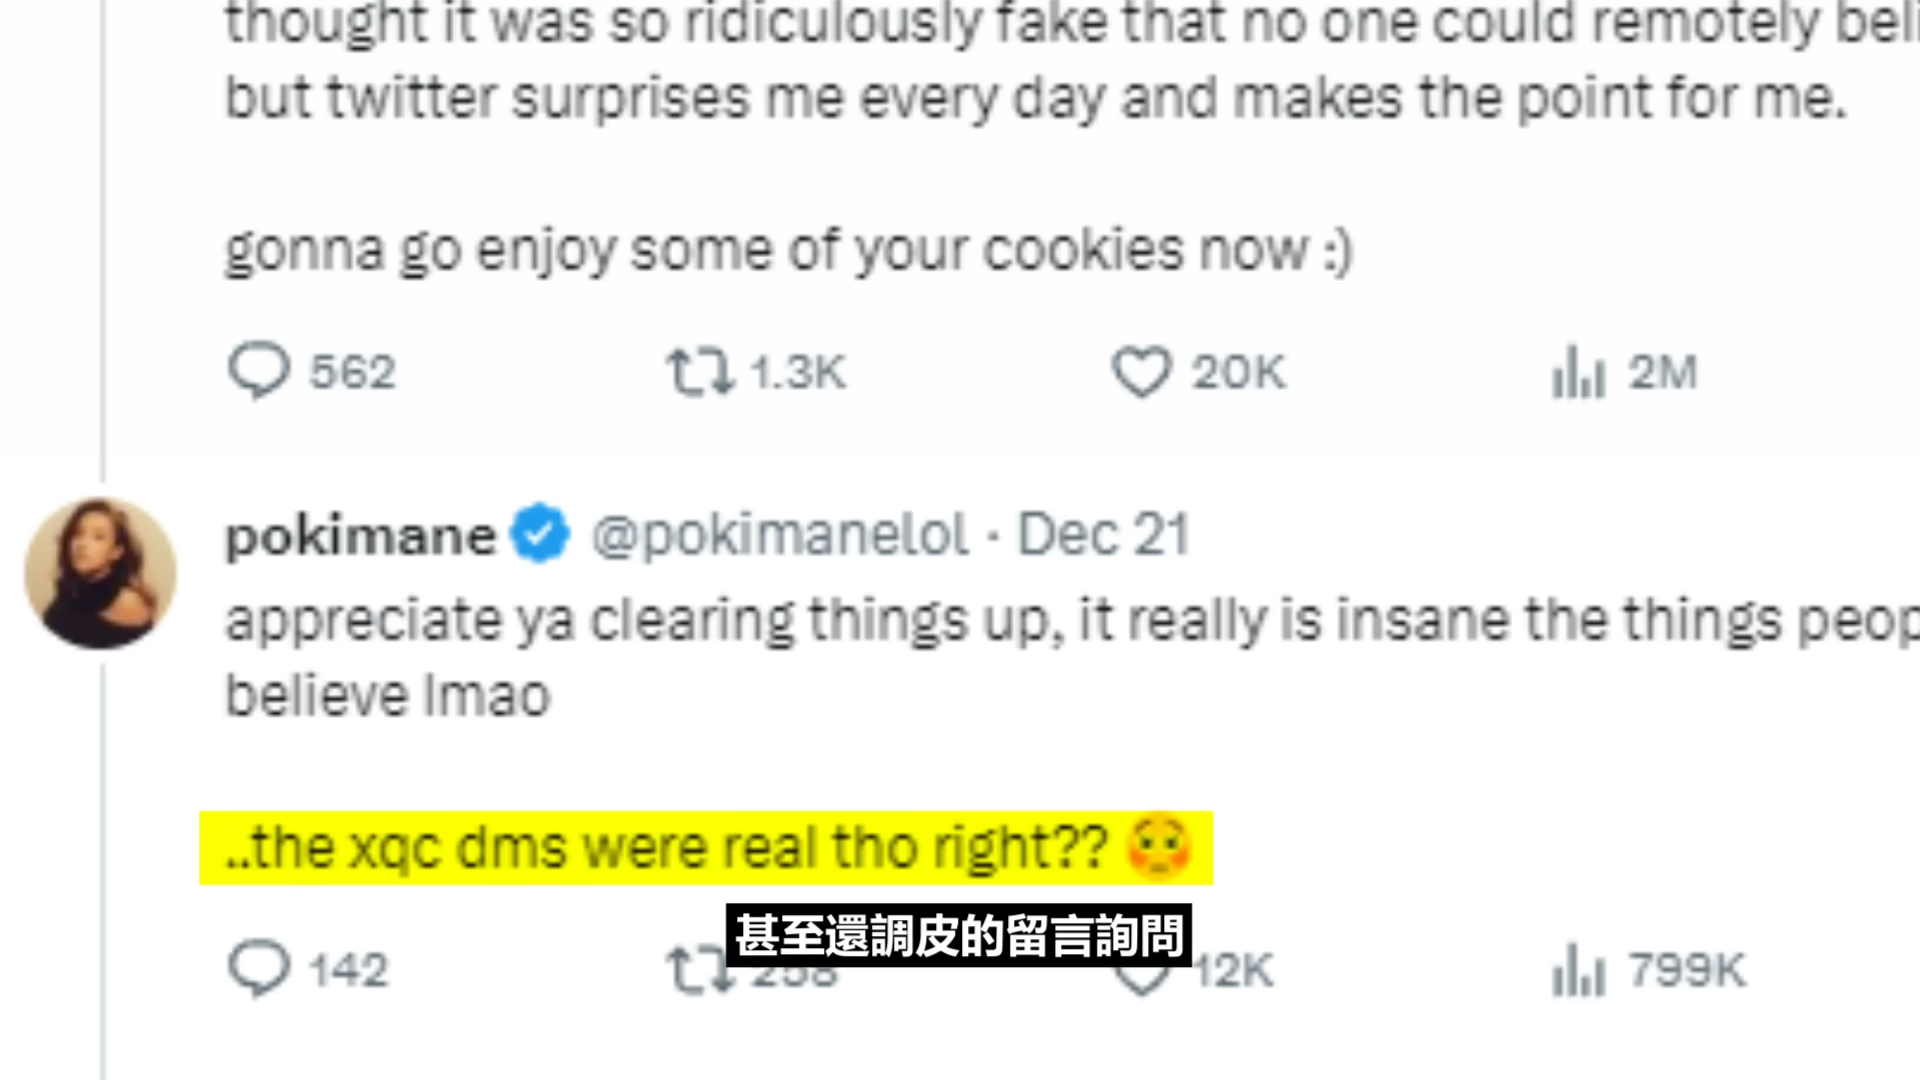 thought it was so ridiculously fake that no one could remotely beli
but twitter surprises me every day and makes the point for me.
gonna go enjoy some of your cookies now :)
562 1.3K 20K 2M
pokimane @pokimanelol · Dec 21
appreciate ya clearing things up, it really is insane the things peop
believe lmao
..the xqc dms were real tho right?? 😳
甚至還調皮的留言詢問
142 258 12K 799K